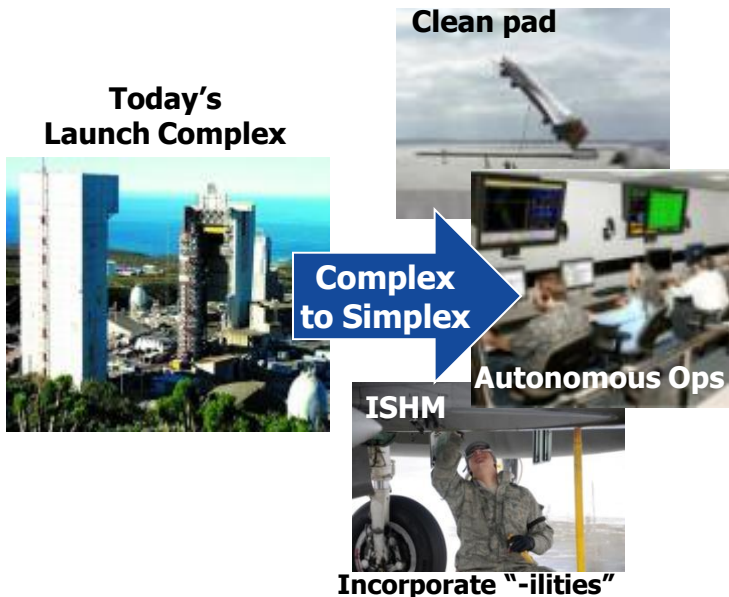 Clean pad
Today’s
Launch Complex
Complex
to Simplex
Autonomous Ops
ISHM
Incorporate “-ilities”